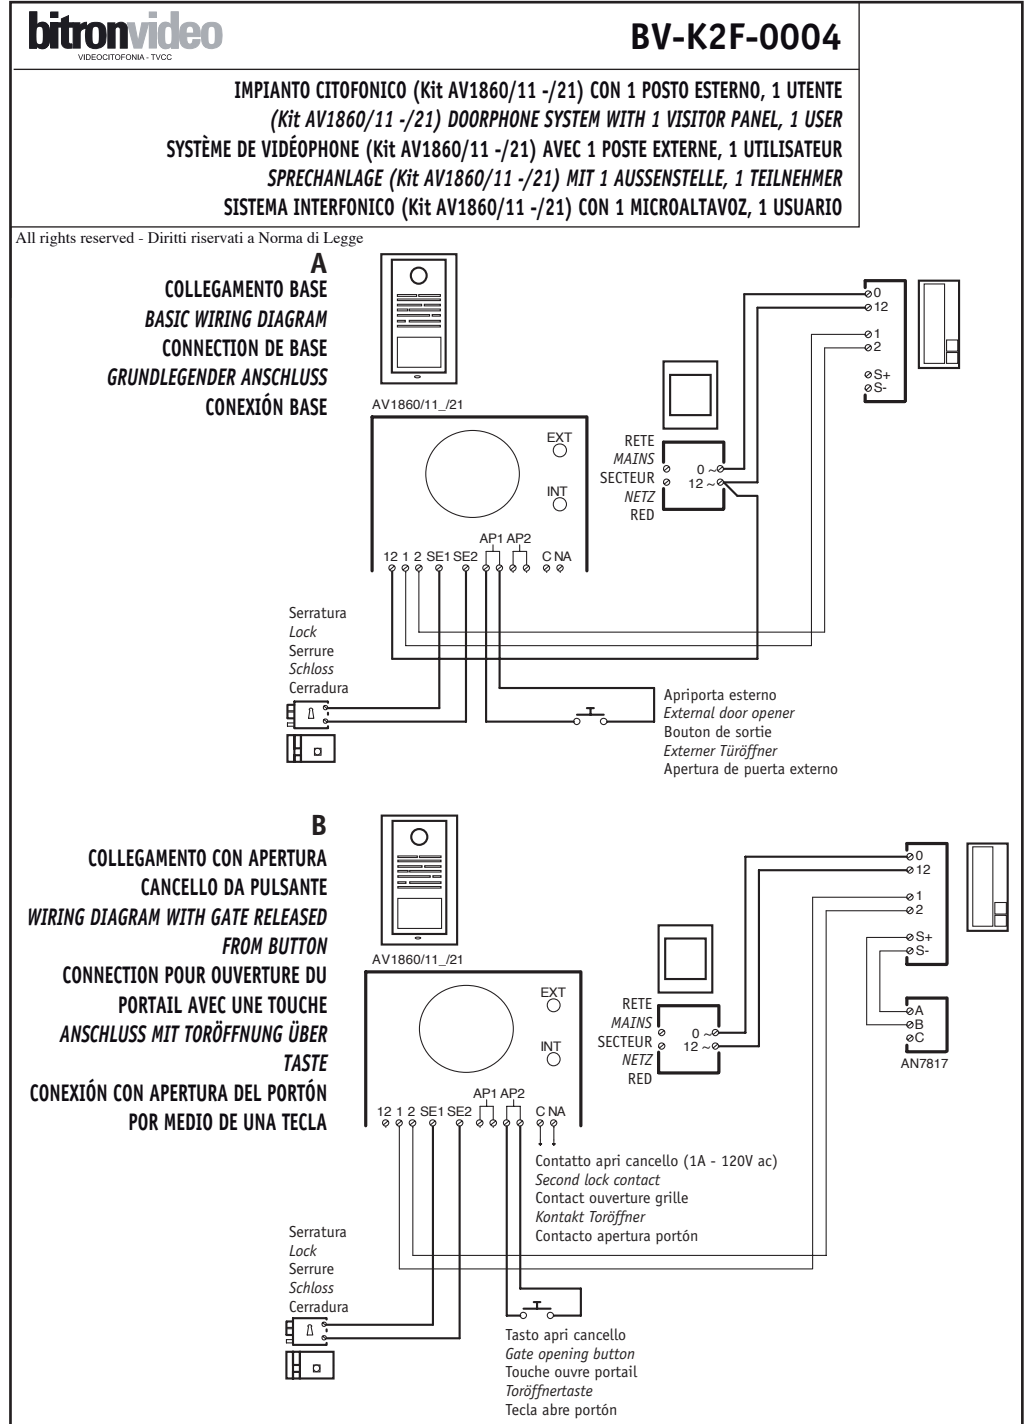 bitronvideo
VIDEOCITOFONIA - TVCC
BV-K2F-0004
IMPIANTO CITOFONICO (Kit AV1860/11 -/21) CON 1 POSTO ESTERNO, 1 UTENTE
(Kit AV1860/11 -/21) DOORPHONE SYSTEM WITH 1 VISITOR PANEL, 1 USER
SYSTÈME DE VIDÉOPHONE (Kit AV1860/11 -/21) AVEC 1 POSTE EXTERNE, 1 UTILISATEUR
SPRECHANLAGE (Kit AV1860/11 -/21) MIT 1 AUSSENSTELLE, 1 TEILNEHMER
SISTEMA INTERFONICO (Kit AV1860/11 -/21) CON 1 MICROALTAVOZ, 1 USUARIO
All rights reserved - Diritti riservati a Norma di Legge
A
COLLEGAMENTO BASE
BASIC WIRING DIAGRAM
CONNECTION DE BASE
GRUNDLEGENDER ANSCHLUSS
CONEXIÓN BASE
AV1860/11_/21
EXT
INT
AP1 AP2
12 1 2 SE1 SE2 C NA
RETE
MAINS
SECTEUR
NETZ
RED
0 ~
12 ~
0
12
1
2
S+
S-
Serratura
Lock
Serrure
Schloss
Cerradura
Apriporta esterno
External door opener
Bouton de sortie
Externer Türöffner
Apertura de puerta externo
B
COLLEGAMENTO CON APERTURA
CANCELLO DA PULSANTE
WIRING DIAGRAM WITH GATE RELEASED
FROM BUTTON
CONNECTION POUR OUVERTURE DU
PORTAIL AVEC UNE TOUCHE
ANSCHLUSS MIT TORÖFFNUNG ÜBER
TASTE
CONEXIÓN CON APERTURA DEL PORTÓN
POR MEDIO DE UNA TECLA
AV1860/11_/21
EXT
INT
AP1 AP2
12 1 2 SE1 SE2 C NA
RETE
MAINS
SECTEUR
NETZ
RED
0 ~
12 ~
0
12
1
2
S+
S-
A
B
C
AN7817
Contatto apri cancello (1A - 120V ac)
Second lock contact
Contact ouverture grille
Kontakt Toröffner
Contacto apertura portón
Serratura
Lock
Serrure
Schloss
Cerradura
Tasto apri cancello
Gate opening button
Touche ouvre portail
Toröffnertaste
Tecla abre portón